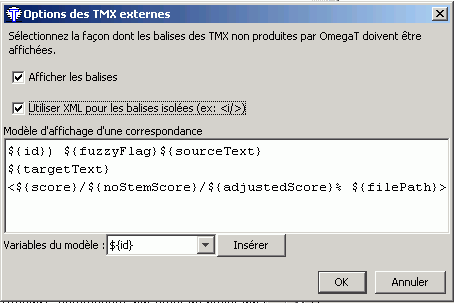 Options des TMX externes
Sélectionnez la façon dont les balises des TMX non produites par OmegaT doivent être
affichées.
Afficher les balises
Utiliser XML pour les balises isolées (ex: <i/>)
Modèle d'affichage d'une correspondance
${id}) ${fuzzyFlag}${sourceText}
${targetText}
<${score}/${noStemScore}/${adjustedScore}% ${filePath}>
Variables du modèle : ${id} Insérer
OK Annuler